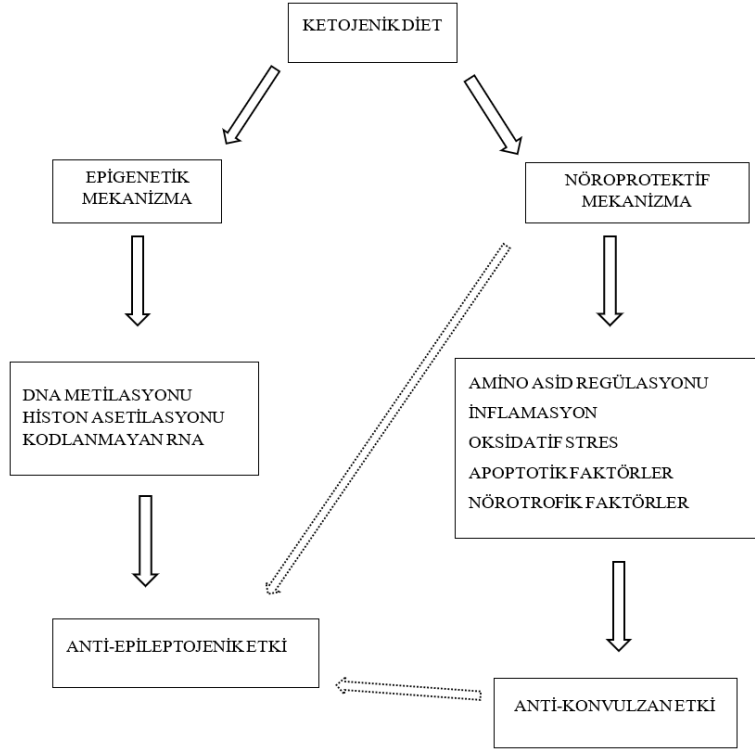 KETOJENİK DİET
EPİGENETİK
MEKANİZMA
NÖROPROTEKTİF
MEKANİZMA
DNA METİLASYONU
HİSTON ASETİLASYONU
KODLANMAYAN RNA
AMİNO ASİD REGÜLASYONU
İNFLAMASYON
OKSİDATİF STRES
APOPTOTİK FAKTÖRLER
NÖROTROFİK FAKTÖRLER
ANTİ-EPİLEPTOJENİK ETKİ
ANTİ-KONVULZAN ETKİ